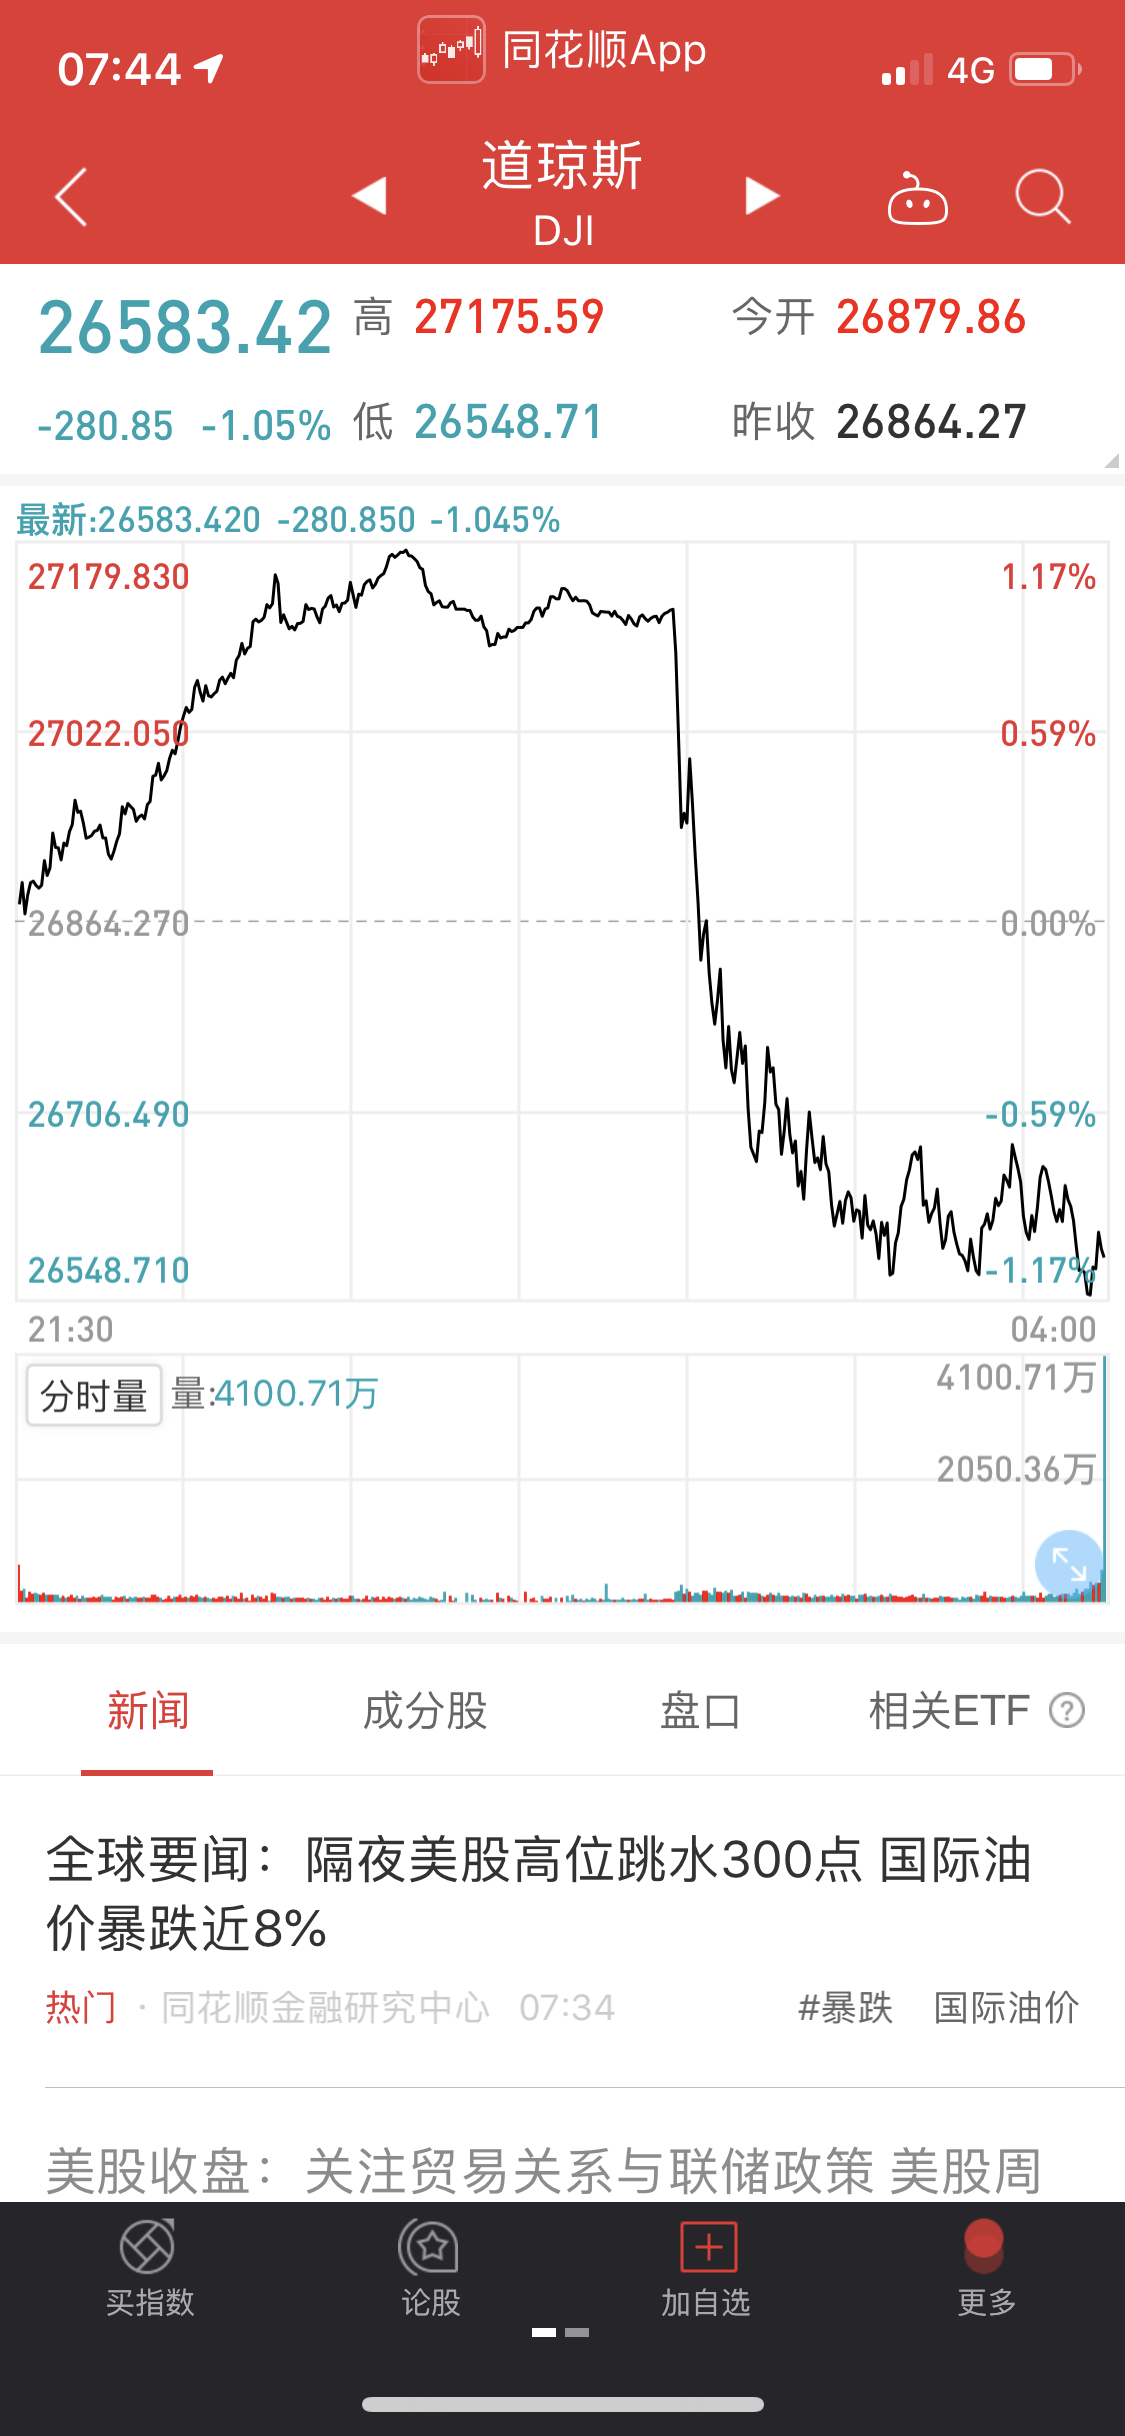 07:44
同花顺App
4G
道琼斯
DJI
26583.42 高 27175.59 今开 26879.86
-280.85 -1.05% 低 26548.71 昨收 26864.27
最新:26583.420 -280.850 -1.045%
27179.830 1.17%
27022.050 0.59%
26864.270 0.00%
26706.490 -0.59%
26548.710 -1.17%
21:30 04:00
分时量 量:4100.71万 4100.71万
2050.36万
新闻 成分股 盘口 相关ETF ?
全球要闻：隔夜美股高位跳水300点 国际油
价暴跌近8%
热门 · 同花顺金融研究中心 07:34 #暴跌 国际油价
美股收盘：关注贸易关系与联储政策 美股周
买指数 论股 加自选 更多